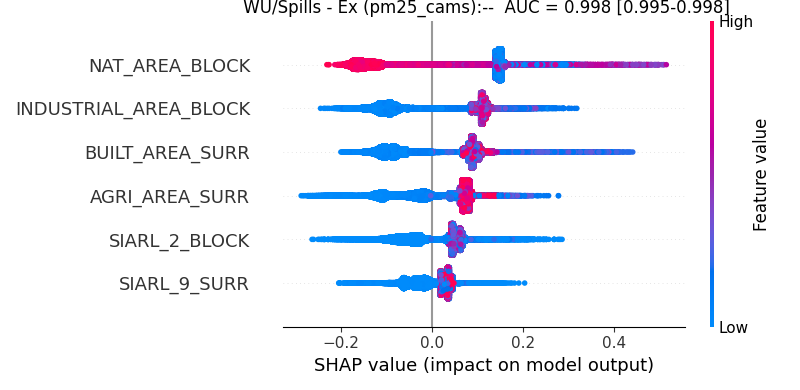 WU/Spills - Ex (pm25_cams):-- AUC = 0.998 [0.995-0.998]
High
NAT_AREA_BLOCK
INDUSTRIAL_AREA_BLOCK
BUILT_AREA_SURR
AGRI_AREA_SURR
SIARL_2_BLOCK
SIARL_9_SURR
Feature value
Low
−0.2 0.0 0.2 0.4
SHAP value (impact on model output)